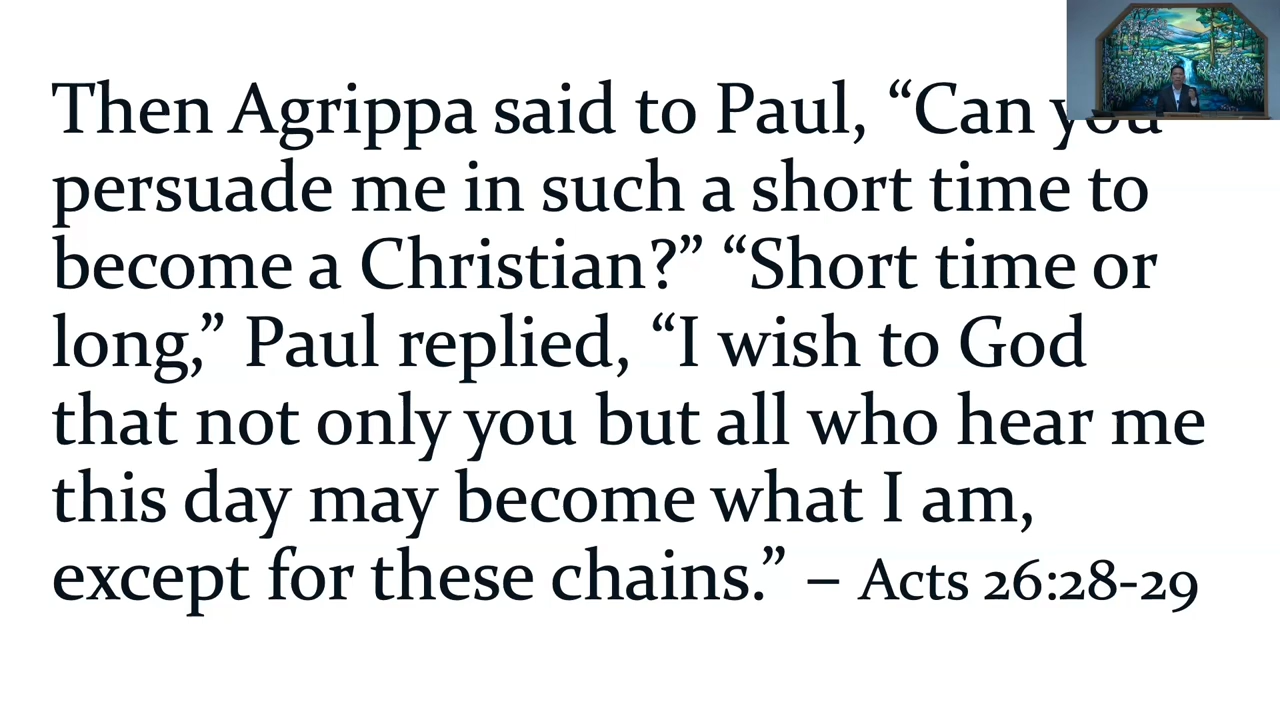 Then Agrippa said to Paul, “Can you
persuade me in such a short time to
become a Christian?” “Short time or
long,” Paul replied, “I wish to God
that not only you but all who hear me
this day may become what I am,
except for these chains.” – Acts 26:28-29